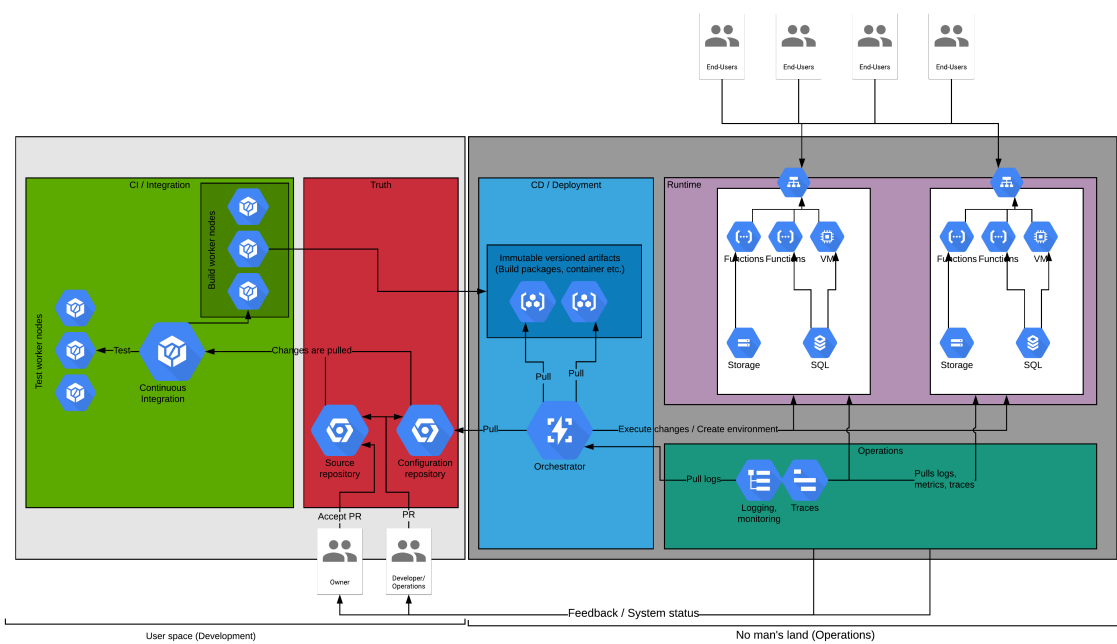 End-Users
End-Users
End-Users
End-Users
CI / Integration
Truth
CD / Deployment
Runtime
Build worker nodes
Immutable versioned artifacts
(Build packages, container etc.)
Functions
Functions
VM
Functions
Functions
VM
Test worker nodes
Test
Changes are pulled
Continuous
Integration
Storage
SQL
Storage
SQL
Pull
Pull
Pull
Execute changes / Create environment
Source
repository
Configuration
repository
Orchestrator
Operations
Pull logs
Pulls logs,
metrics, traces
Logging,
monitoring
Traces
Accept PR
PR
Owner
Developer/
Operations
Feedback / System status
User space (Development)
No man's land (Operations)